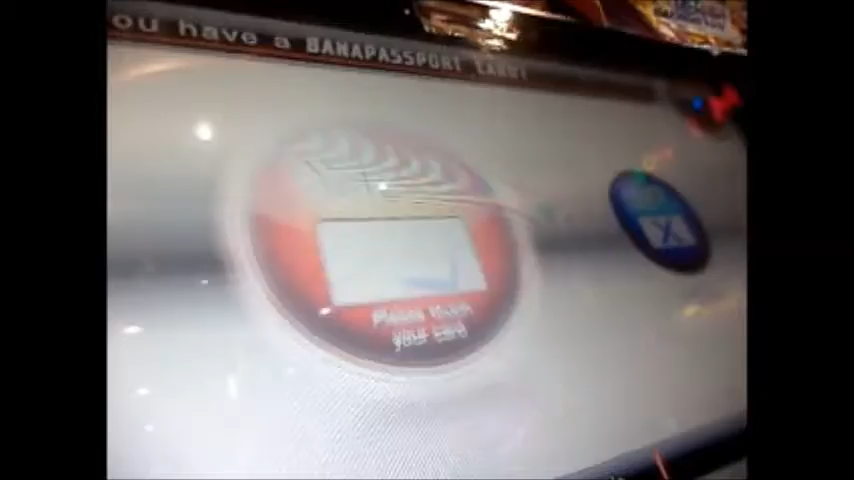 ou have a BANAPASSPORT CARD?
Please touch
your card
X